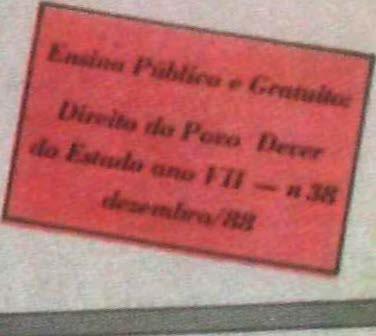 Ensino Público e Gratuito:
Direito do Povo Dever
do Estado ano VII — n 38
dezembro/88